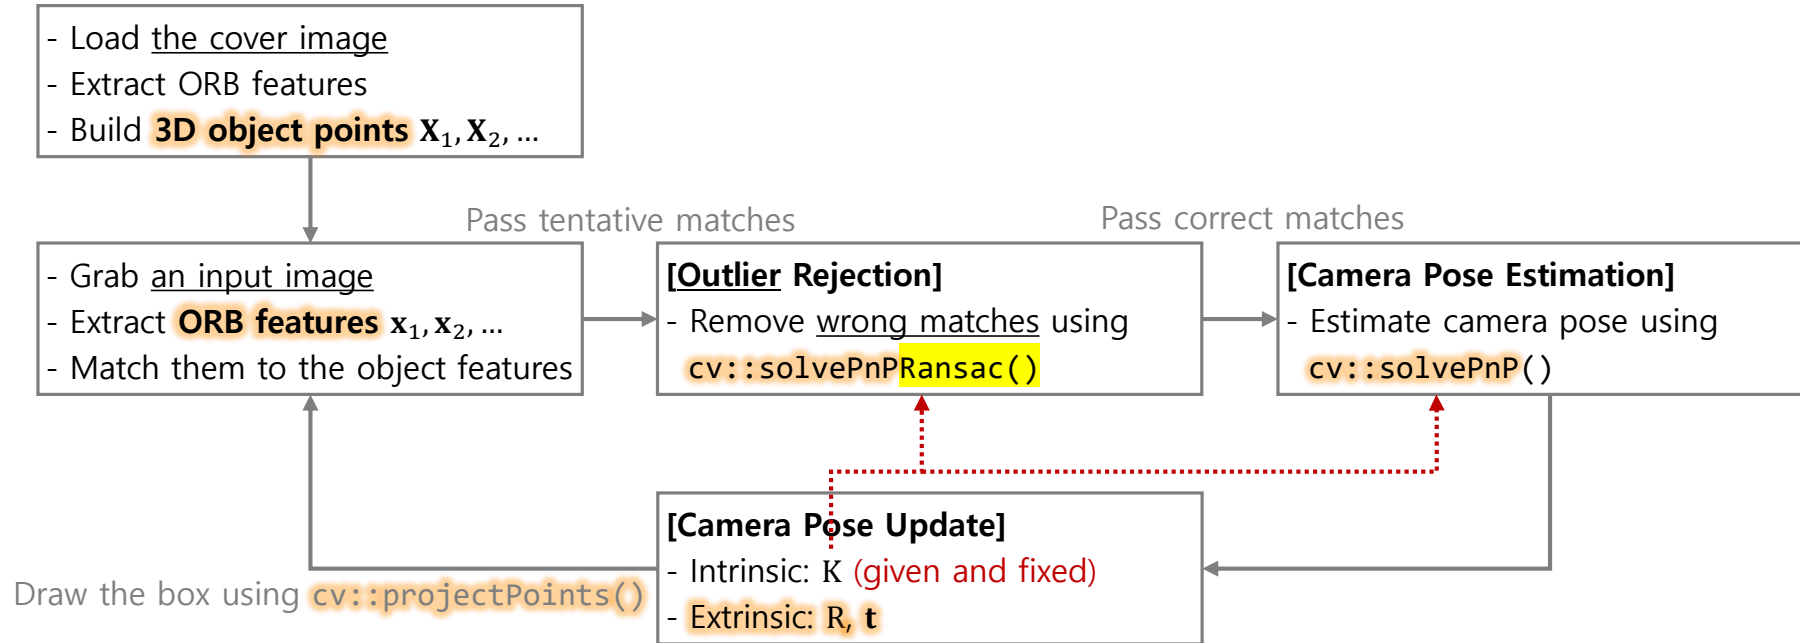 - Load the cover image
- Extract ORB features
- Build 3D object points X₁, X₂, …
Pass tentative matches
Pass correct matches
- Grab an input image
- Extract ORB features x₁, x₂, …
- Match them to the object features
[Outlier Rejection]
- Remove wrong matches using
cv::solvePnPRansac()
[Camera Pose Estimation]
- Estimate camera pose using
cv::solvePnP()
[Camera Pose Update]
- Intrinsic: K (given and fixed)
- Extrinsic: R, t
Draw the box using cv::projectPoints()